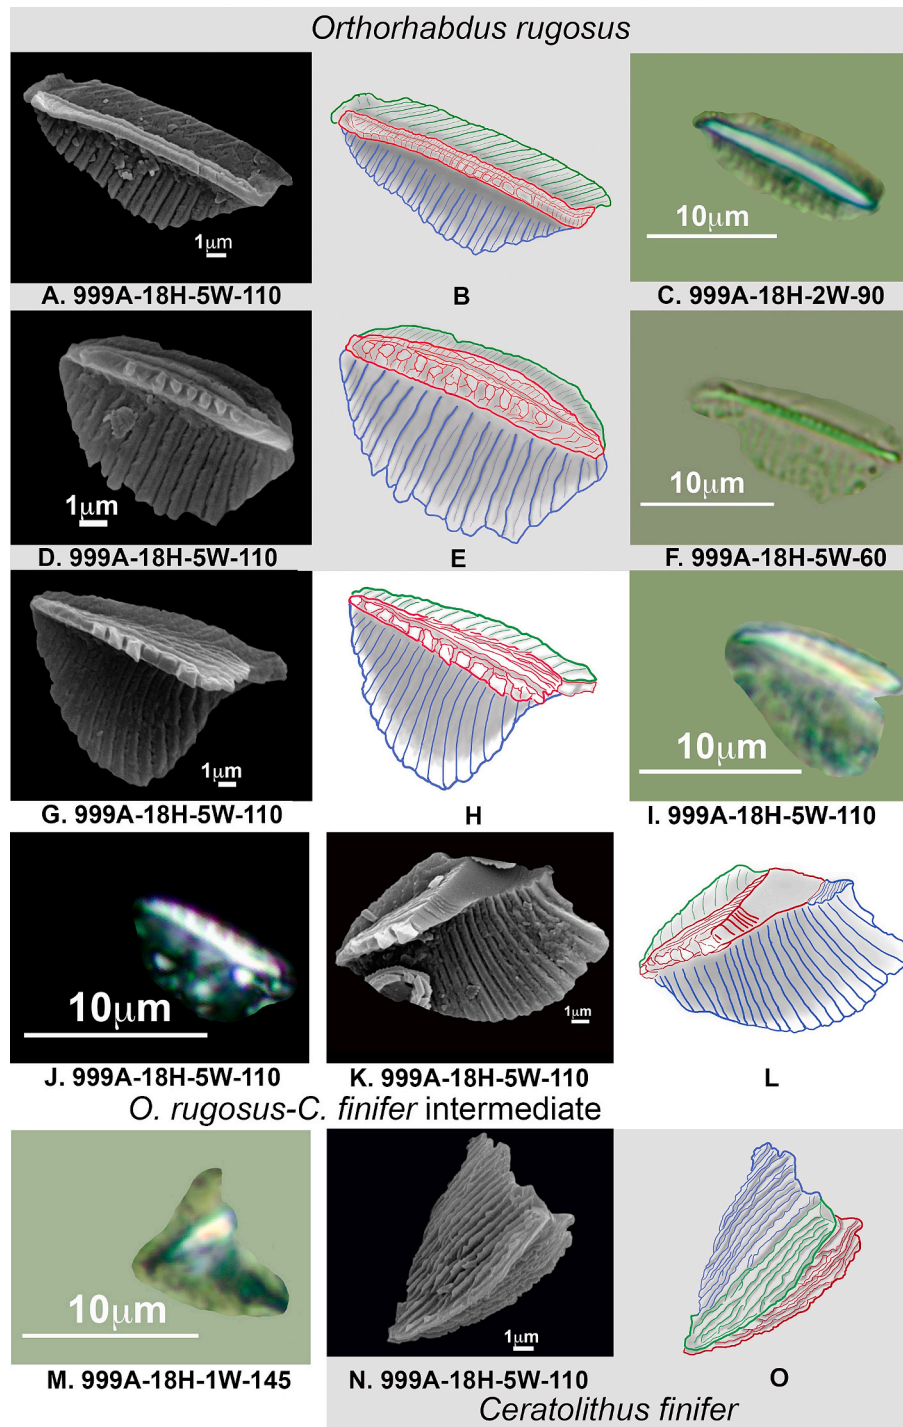 Orthorhabdus rugosus
1μm
10μm
A. 999A-18H-5W-110
B
C. 999A-18H-2W-90
1μm
10μm
D. 999A-18H-5W-110
E
F. 999A-18H-5W-60
1μm
10μm
G. 999A-18H-5W-110
H
I. 999A-18H-5W-110
10μm
1μm
J. 999A-18H-5W-110
K. 999A-18H-5W-110
L
O. rugosus-C. finifer intermediate
10μm
1μm
M. 999A-18H-1W-145
N. 999A-18H-5W-110
O
Ceratolithus finifer